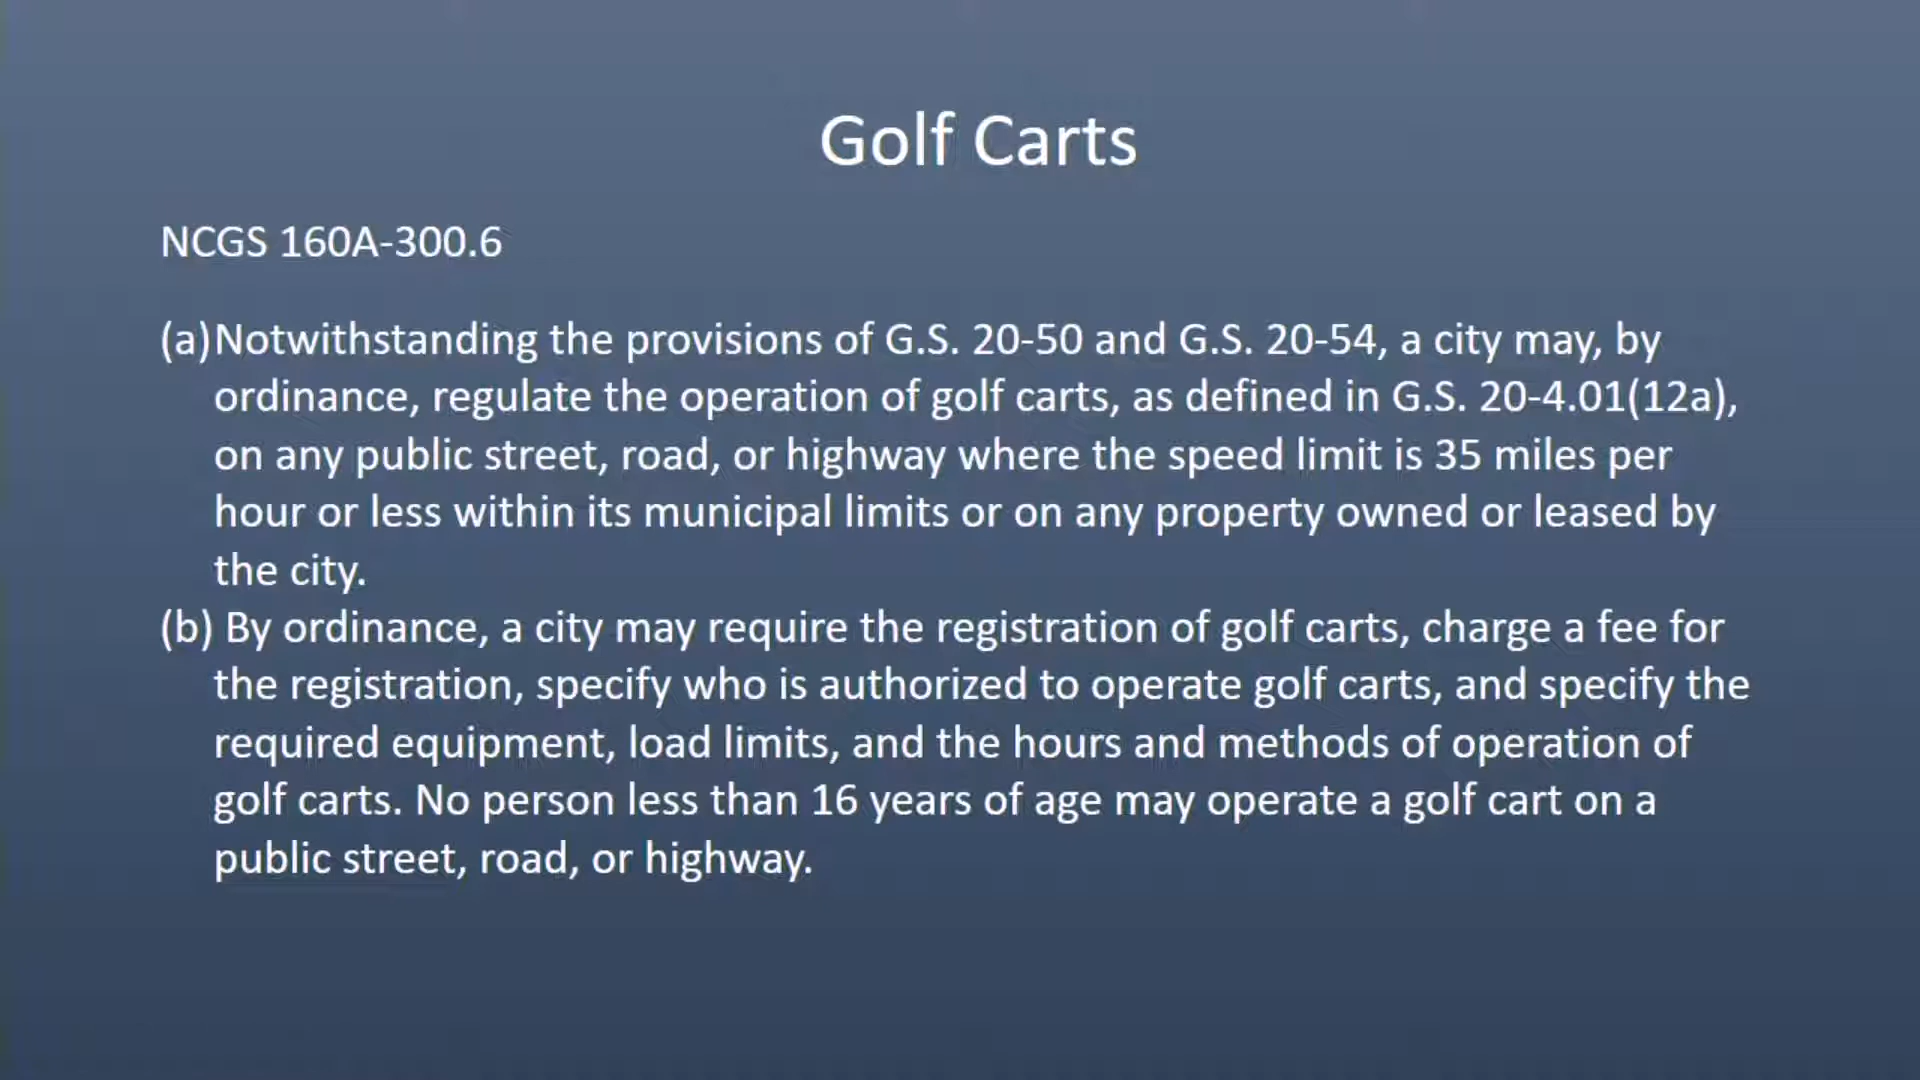 Golf Carts
NCGS 160A-300.6
(a)Notwithstanding the provisions of G.S. 20-50 and G.S. 20-54, a city may, by
ordinance, regulate the operation of golf carts, as defined in G.S. 20-4.01(12a),
on any public street, road, or highway where the speed limit is 35 miles per
hour or less within its municipal limits or on any property owned or leased by
the city.
(b) By ordinance, a city may require the registration of golf carts, charge a fee for
the registration, specify who is authorized to operate golf carts, and specify the
required equipment, load limits, and the hours and methods of operation of
golf carts. No person less than 16 years of age may operate a golf cart on a
public street, road, or highway.